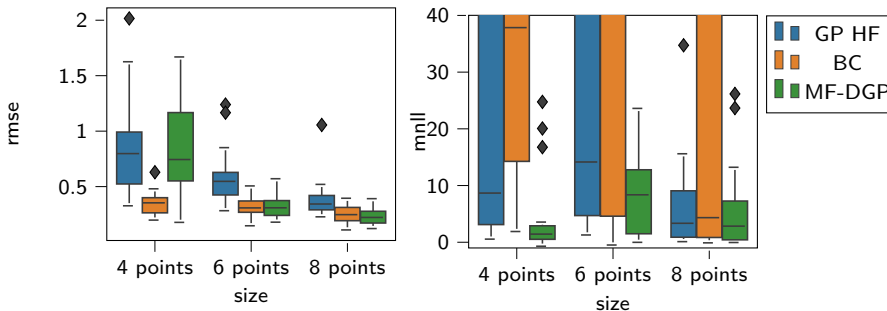 rmse
2
1.5
1
0.5
4 points
6 points
8 points
size
mnll
40
30
20
10
0
4 points
6 points
8 points
size
GP HF
BC
MF-DGP